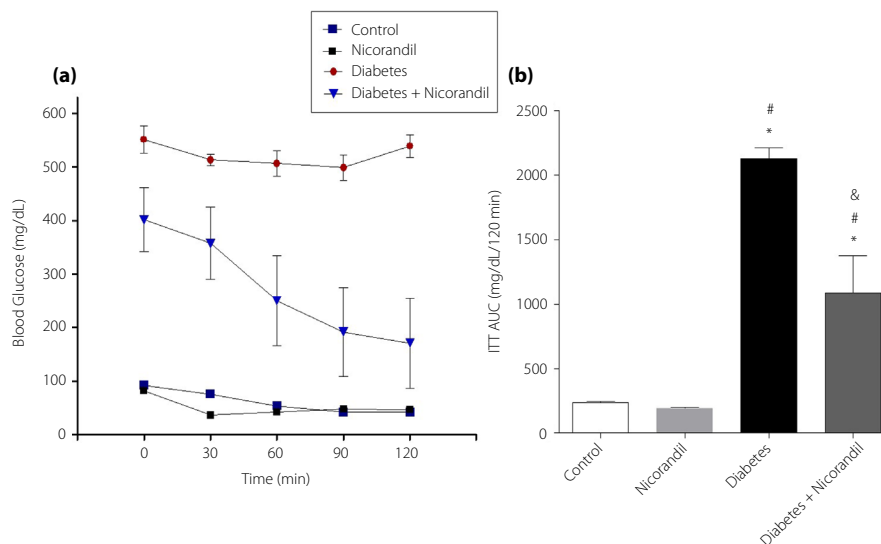 Control
Nicorandil
Diabetes
Diabetes + Nicorandil
(a)
600
500
400
300
200
100
0
Blood Glucose (mg/dL)
0 30 60 90 120
Time (min)
(b)
2500
2000
1500
1000
500
0
ITT AUC (mg/dL/120 min)
#
*
&
#
*
Control
Nicorandil
Diabetes
Diabetes + Nicorandil